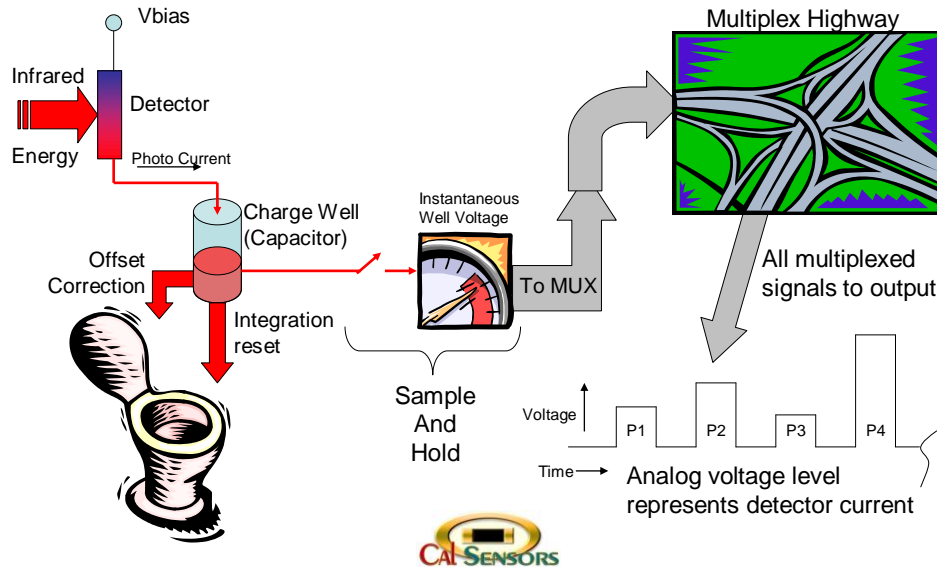 Vbias
Multiplex Highway
Infrared
Detector
Energy
Photo Current
Instantaneous
Well Voltage
Charge Well
(Capacitor)
Offset
Correction
To MUX
All multiplexed
signals to output
Integration
reset
Sample
And
Hold
Voltage
P1
P2
P3
P4
Time
Analog voltage level
represents detector current
CAL SENSORS